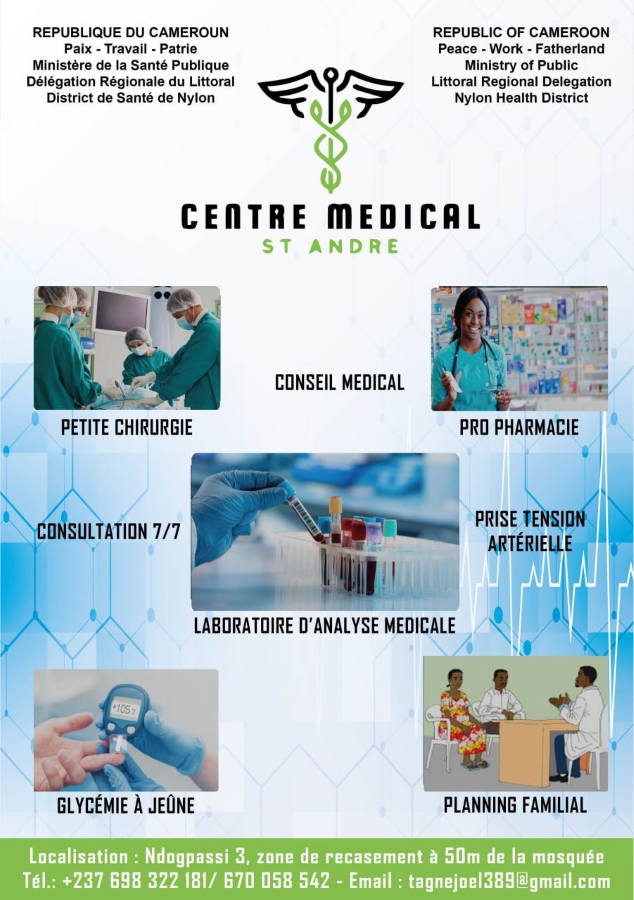 REPUBLIQUE DU CAMEROUN
Paix - Travail - Patrie
Ministère de la Santé Publique
Délégation Régionale du Littoral
District de Santé de Nylon
REPUBLIC OF CAMEROON
Peace - Work - Fatherland
Ministry of Public
Littoral Regional Delegation
Nylon Health District
CENTRE MEDICAL
ST ANDRE
CONSEIL MEDICAL
PETITE CHIRURGIE
PRO PHARMACIE
CONSULTATION 7/7
PRISE TENSION
ARTÉRIELLE
LABORATOIRE D'ANALYSE MEDICALE
105
GLYCÉMIE À JEÛNE
PLANNING FAMILIAL
Localisation : Ndogpassi 3, zone de recasement à 50m de la mosquée
Tél.: +237 698 322 181/ 670 058 542 - Email : tagnejoel389@gmail.com